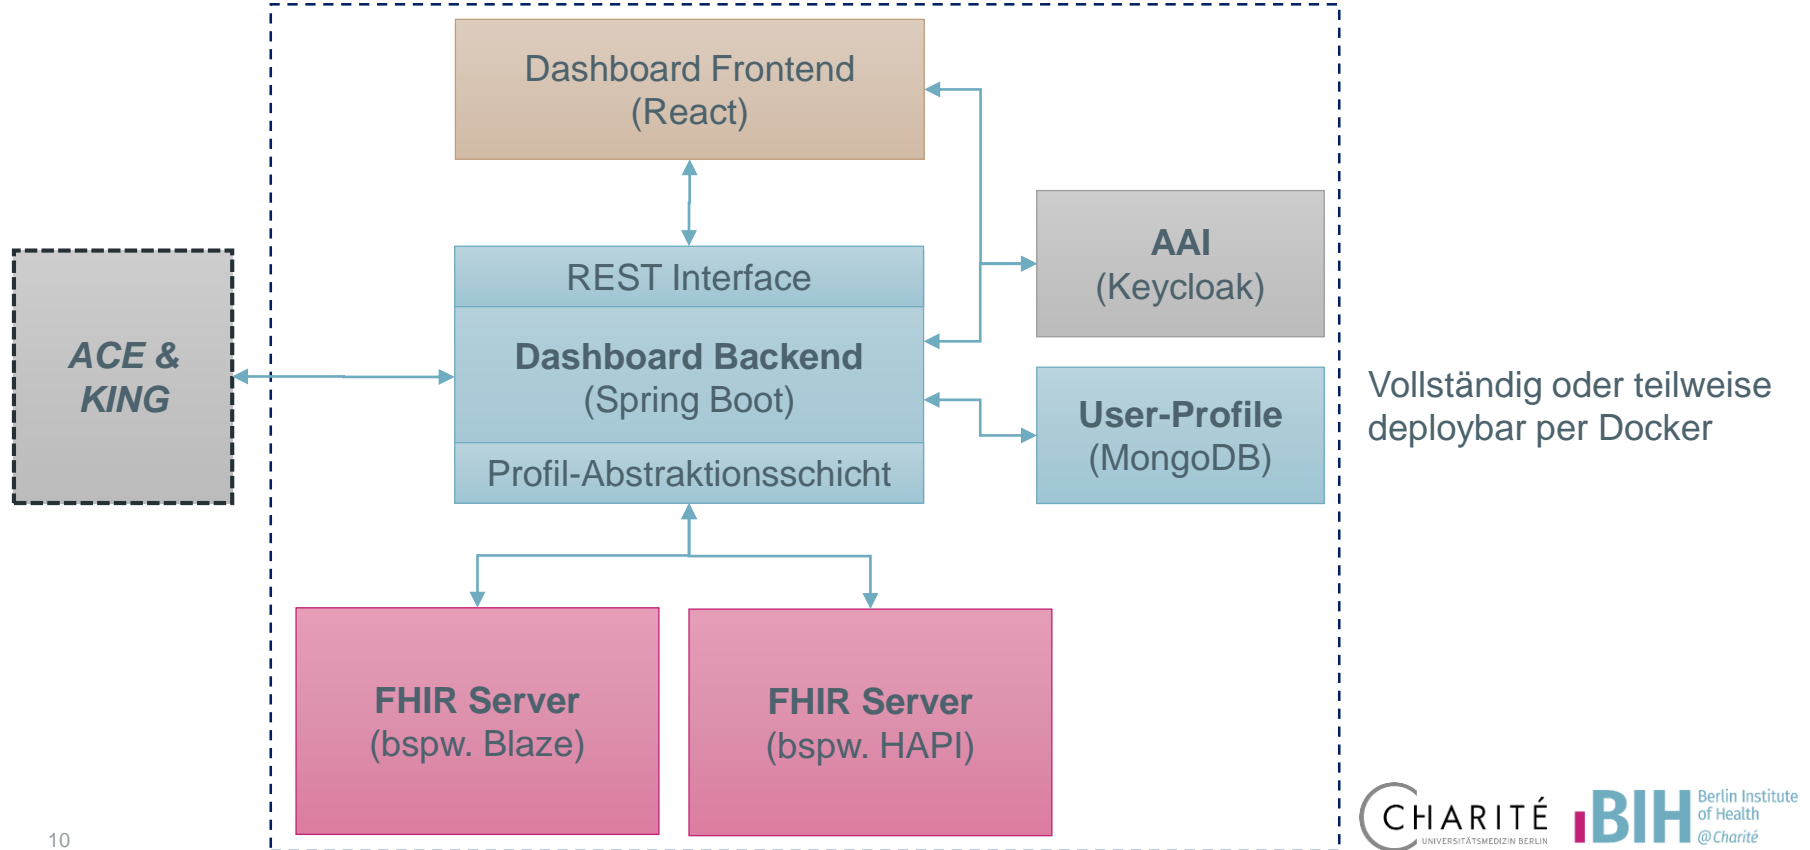 Dashboard Frontend
(React)
REST Interface
Dashboard Backend
(Spring Boot)
Profil-Abstraktionsschicht
ACE &
KING
AAI
(Keycloak)
User-Profile
(MongoDB)
Vollständig oder teilweise
deploybar per Docker
FHIR Server
(bspw. Blaze)
FHIR Server
(bspw. HAPI)
10
CHARITÉ
UNIVERSITÄTSMEDIZIN BERLIN
BIH
Berlin Institute
of Health
@Charité